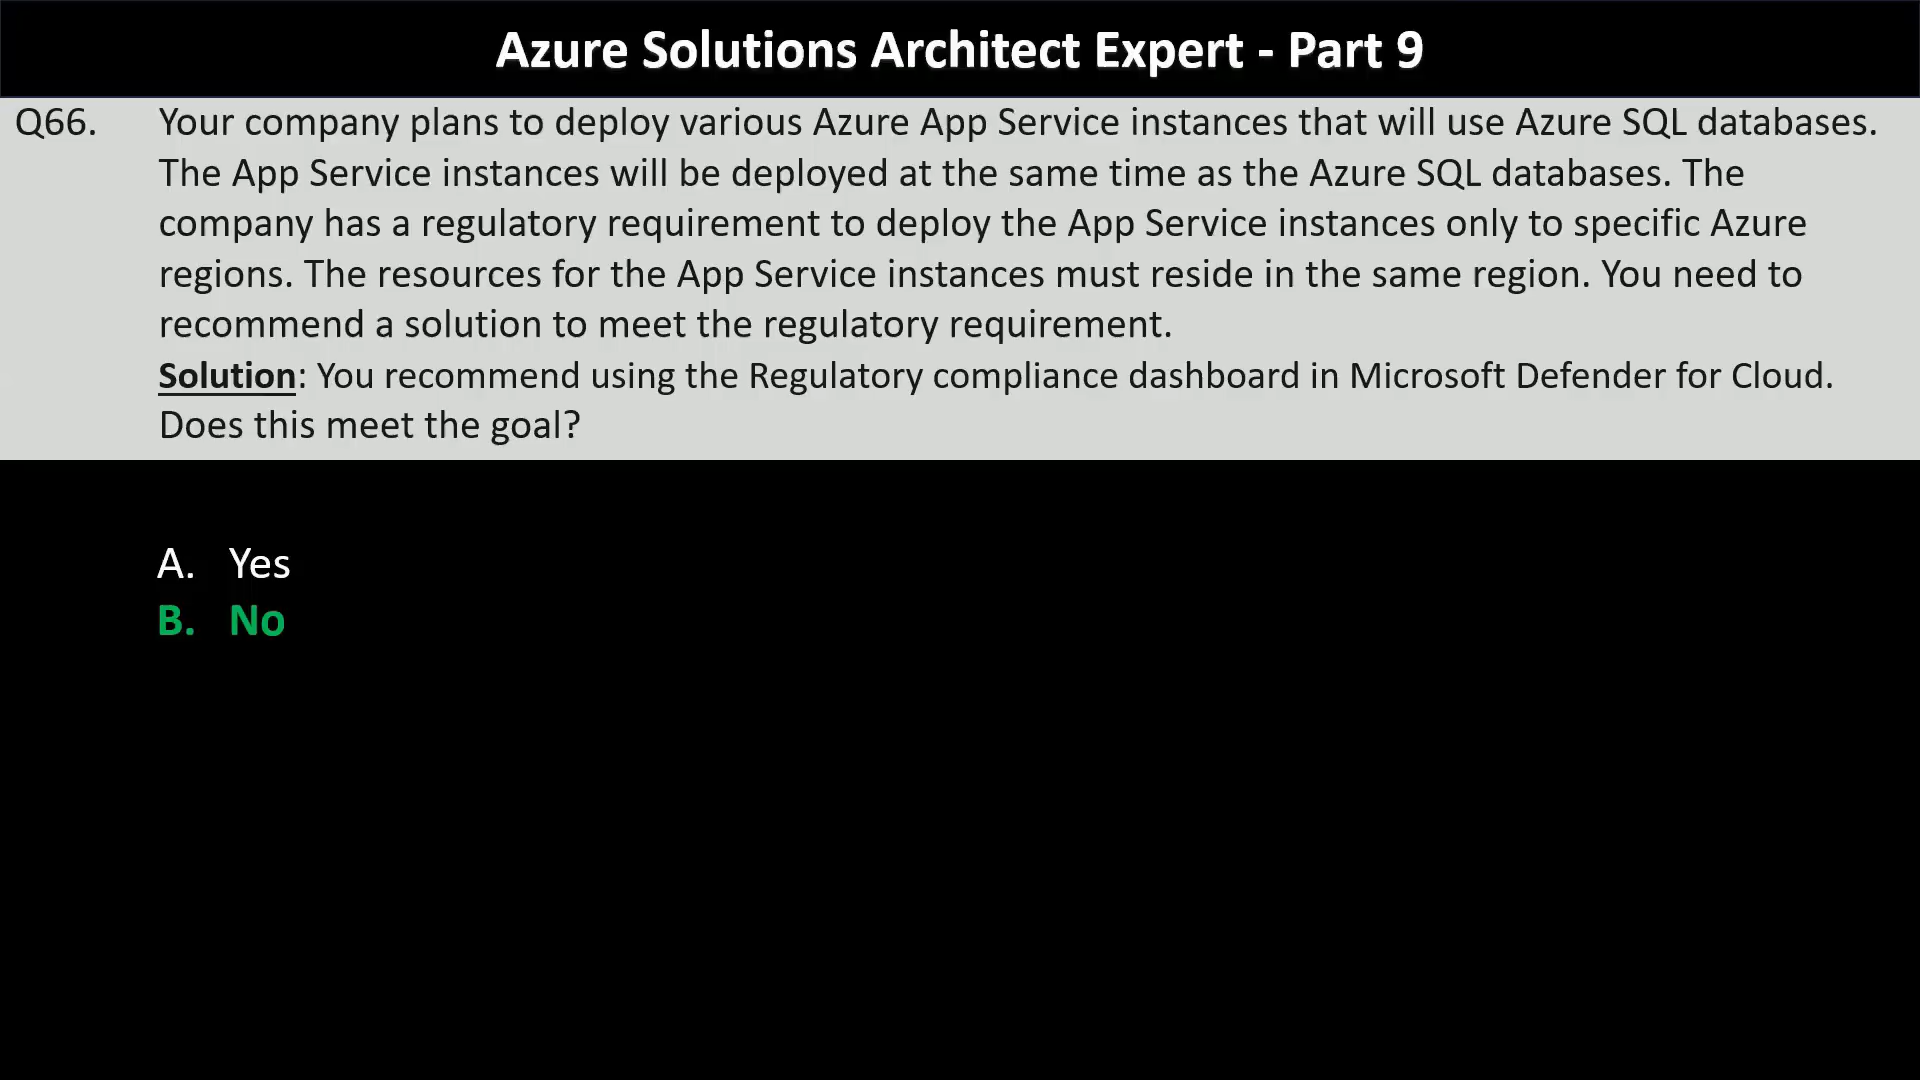 Azure Solutions Architect Expert - Part 9
Q66. Your company plans to deploy various Azure App Service instances that will use Azure SQL databases.
The App Service instances will be deployed at the same time as the Azure SQL databases. The
company has a regulatory requirement to deploy the App Service instances only to specific Azure
regions. The resources for the App Service instances must reside in the same region. You need to
recommend a solution to meet the regulatory requirement.
Solution: You recommend using the Regulatory compliance dashboard in Microsoft Defender for Cloud.
Does this meet the goal?
A. Yes
B. No